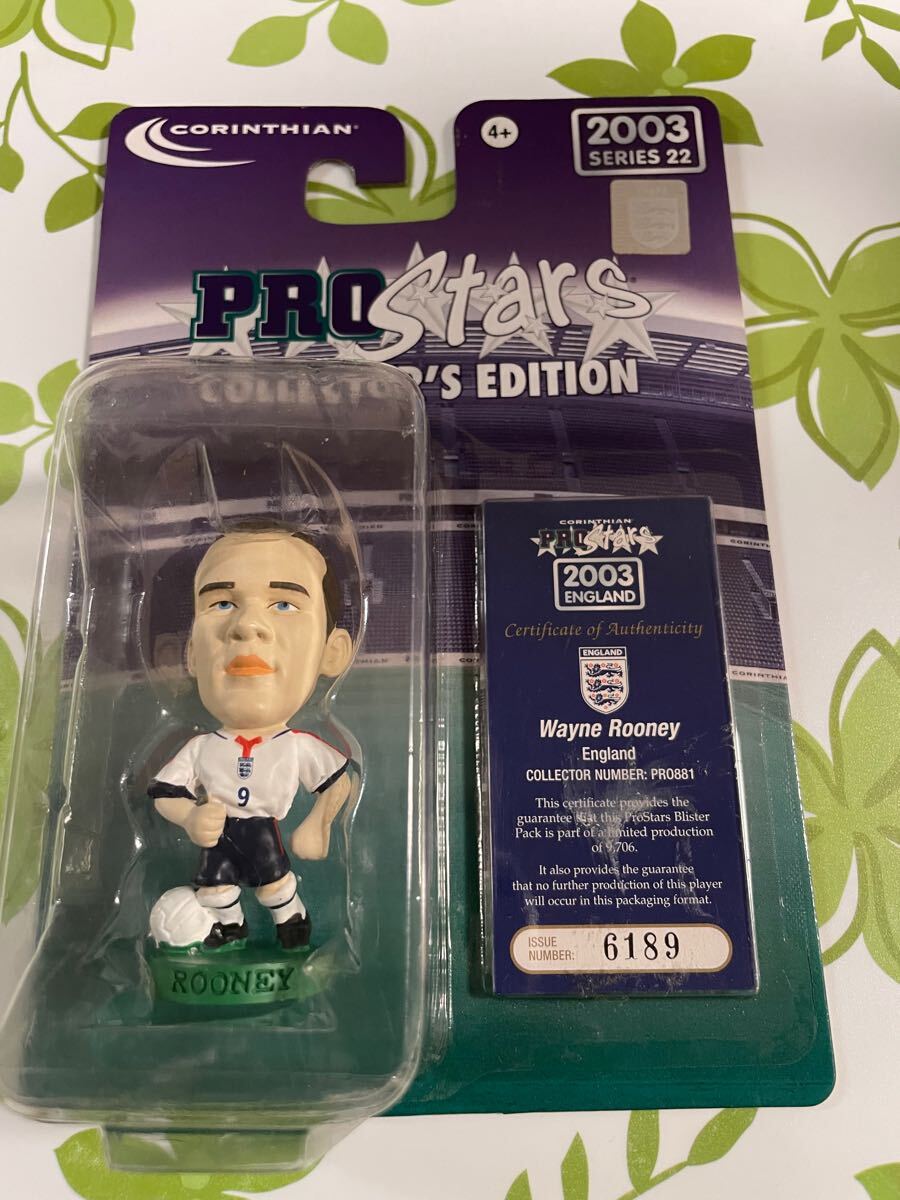 CORINTHIAN
4+
2003
SERIES 22
PROStars
COLLECTOR'S EDITION
CORINTHIAN
PROStars
2003
ENGLAND
Certificate of Authenticity
ENGLAND
Wayne Rooney
England
COLLECTOR NUMBER: PRO881
This certificate provides the
guarantee that this ProStars Blister
Pack is part of a limited production
of 9,706.
It also provides the guarantee
that no further production of this player
will occur in this packaging format.
ISSUE
NUMBER:
6189
9
ROONEY
CORINTHIA